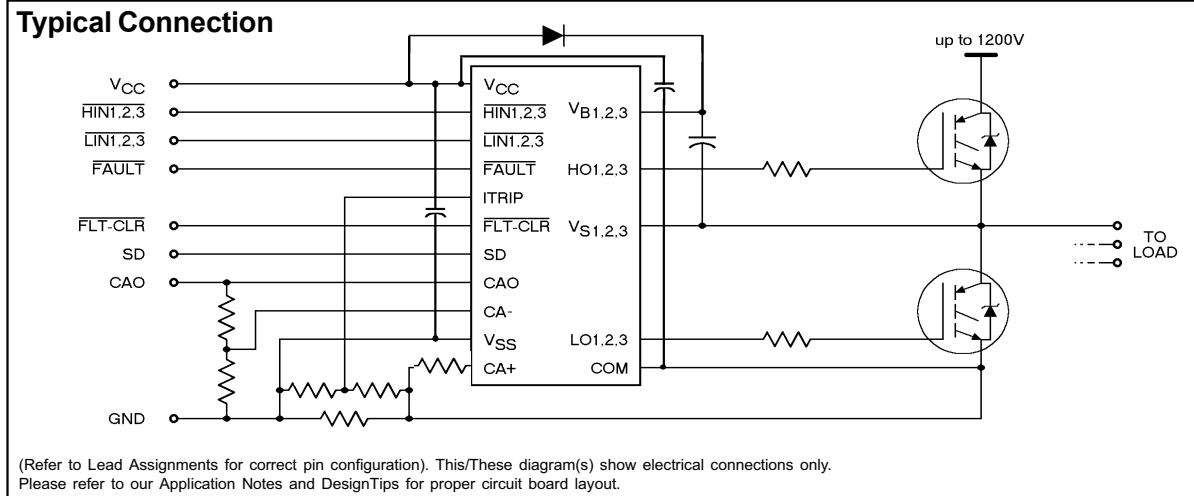 Typical Connection
up to 1200V
VCC
HIN1,2,3
LIN1,2,3
FAULT
FLT-CLR
SD
CAO
GND
VCC
HIN1,2,3
LIN1,2,3
FAULT
ITRIP
FLT-CLR
SD
CAO
CA-
VSS
CA+
VB1,2,3
HO1,2,3
VS1,2,3
LO1,2,3
COM
TO
LOAD
(Refer to Lead Assignments for correct pin configuration). This/These diagram(s) show electrical connections only.
Please refer to our Application Notes and DesignTips for proper circuit board layout.